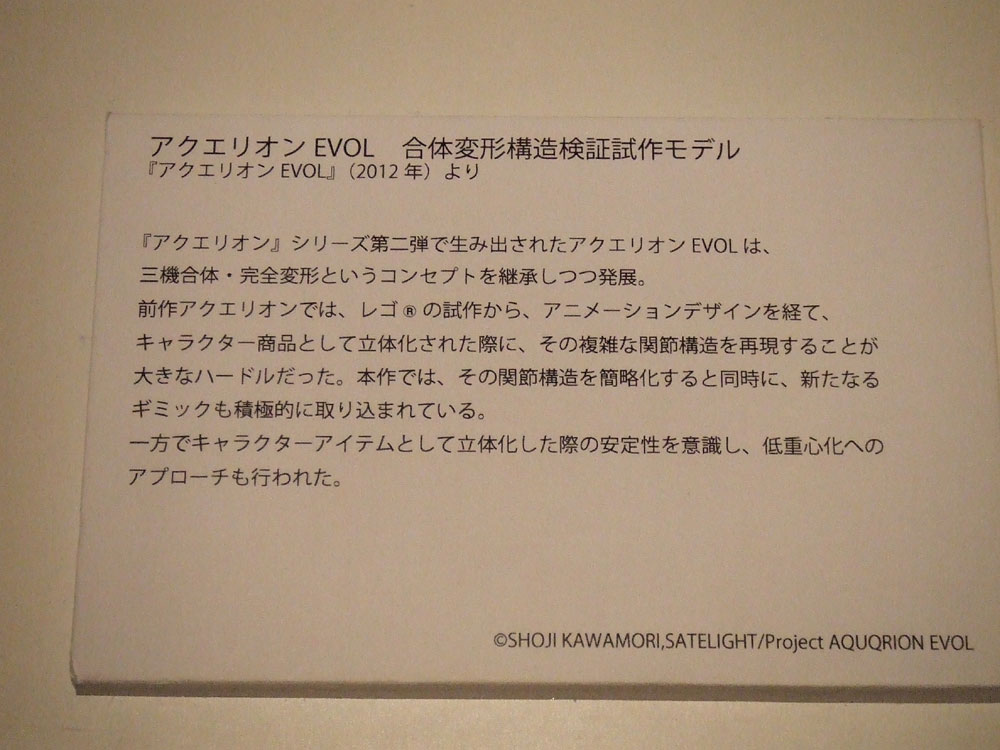 アクエリオン EVOL　合体変形構造検証試作モデル
『アクエリオン EVOL』（2012 年）より
『アクエリオン』シリーズ第二弾で生み出されたアクエリオン EVOL は、
三機合体・完全変形というコンセプトを継承しつつ発展。
前作アクエリオンでは、レゴ ® の試作から、アニメーションデザインを経て、
キャラクター商品として立体化された際に、その複雑な関節構造を再現することが
大きなハードルだった。本作では、その関節構造を簡略化すると同時に、新たなる
ギミックも積極的に取り込まれている。
一方でキャラクターアイテムとして立体化した際の安定性を意識し、低重心化への
アプローチも行われた。
©SHOJI KAWAMORI,SATELIGHT/Project AQUQRION EVOL